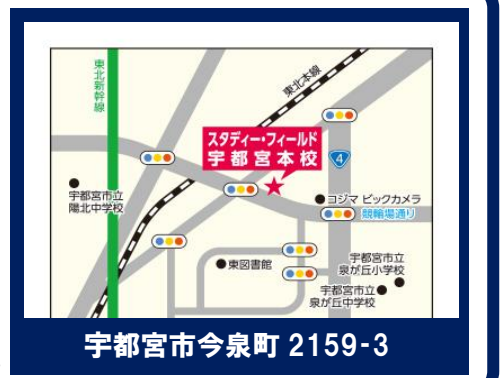 東北新幹線
東北本線
スタディー・フィールド
宇都宮本校
4
宇都宮市立
陽北中学校
コジマ ビックカメラ
競輪場通り
東図書館
宇都宮市立
泉が丘小学校
宇都宮市立
泉が丘中学校
宇都宮市今泉町 2159-3